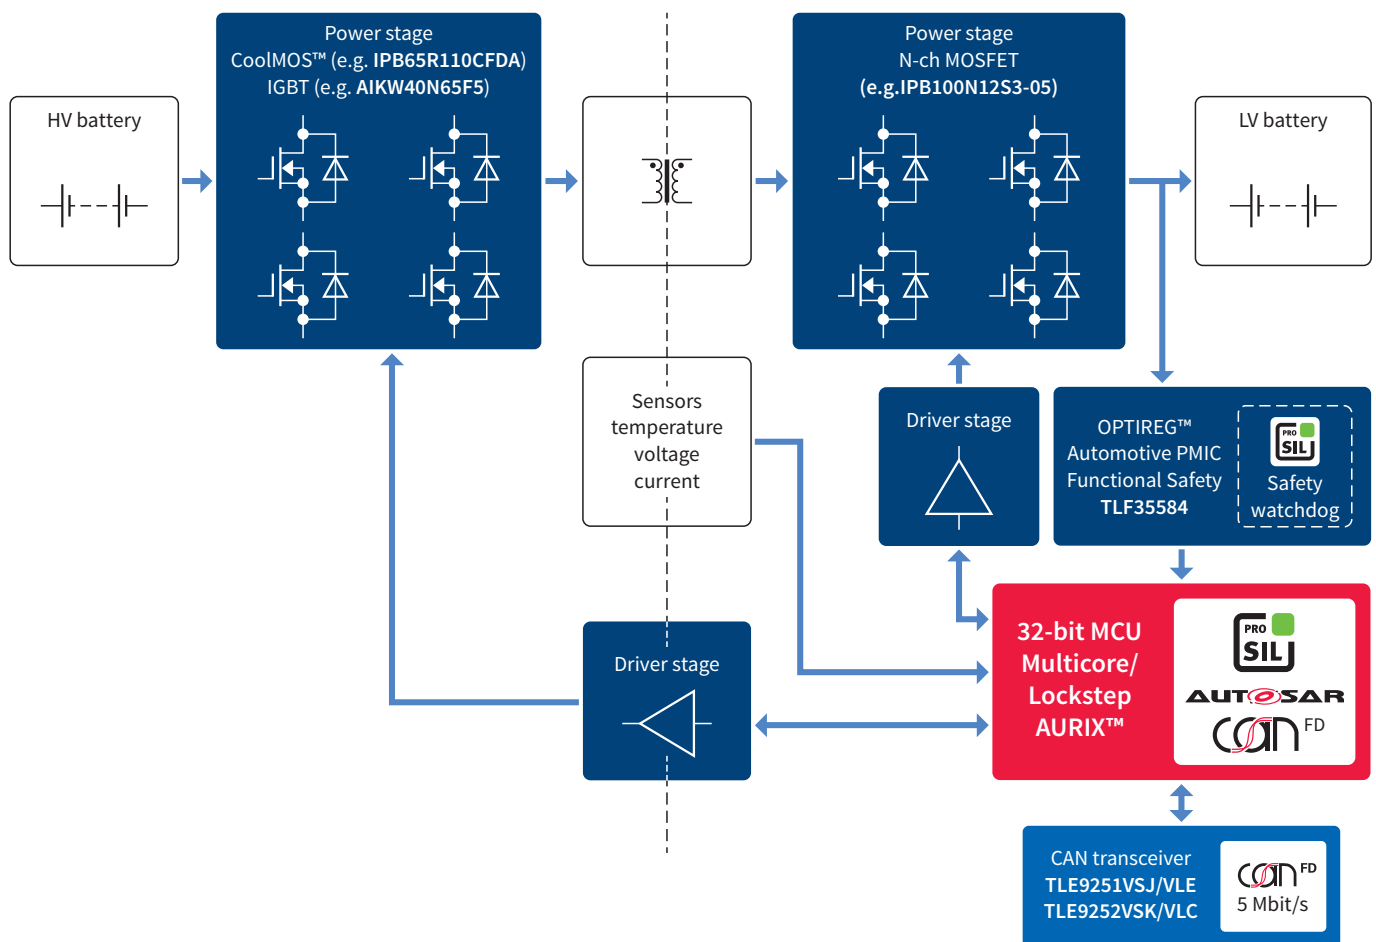 HV battery
Power stage
CoolMOS™ (e.g. IPB65R110CFDA)
IGBT (e.g. AIKW40N65F5)
Power stage
N-ch MOSFET
(e.g.IPB100N12S3-05)
LV battery
Sensors
temperature
voltage
current
Driver stage
OPTIREG™
Automotive PMIC
Functional Safety
TLF35584
PRO
SIL
Safety
watchdog
Driver stage
32-bit MCU
Multicore/
Lockstep
AURIX™
PRO
SIL
AUTOSAR
CAN FD
CAN transceiver
TLE9251VSJ/VLE
TLE9252VSK/VLC
CAN FD
5 Mbit/s